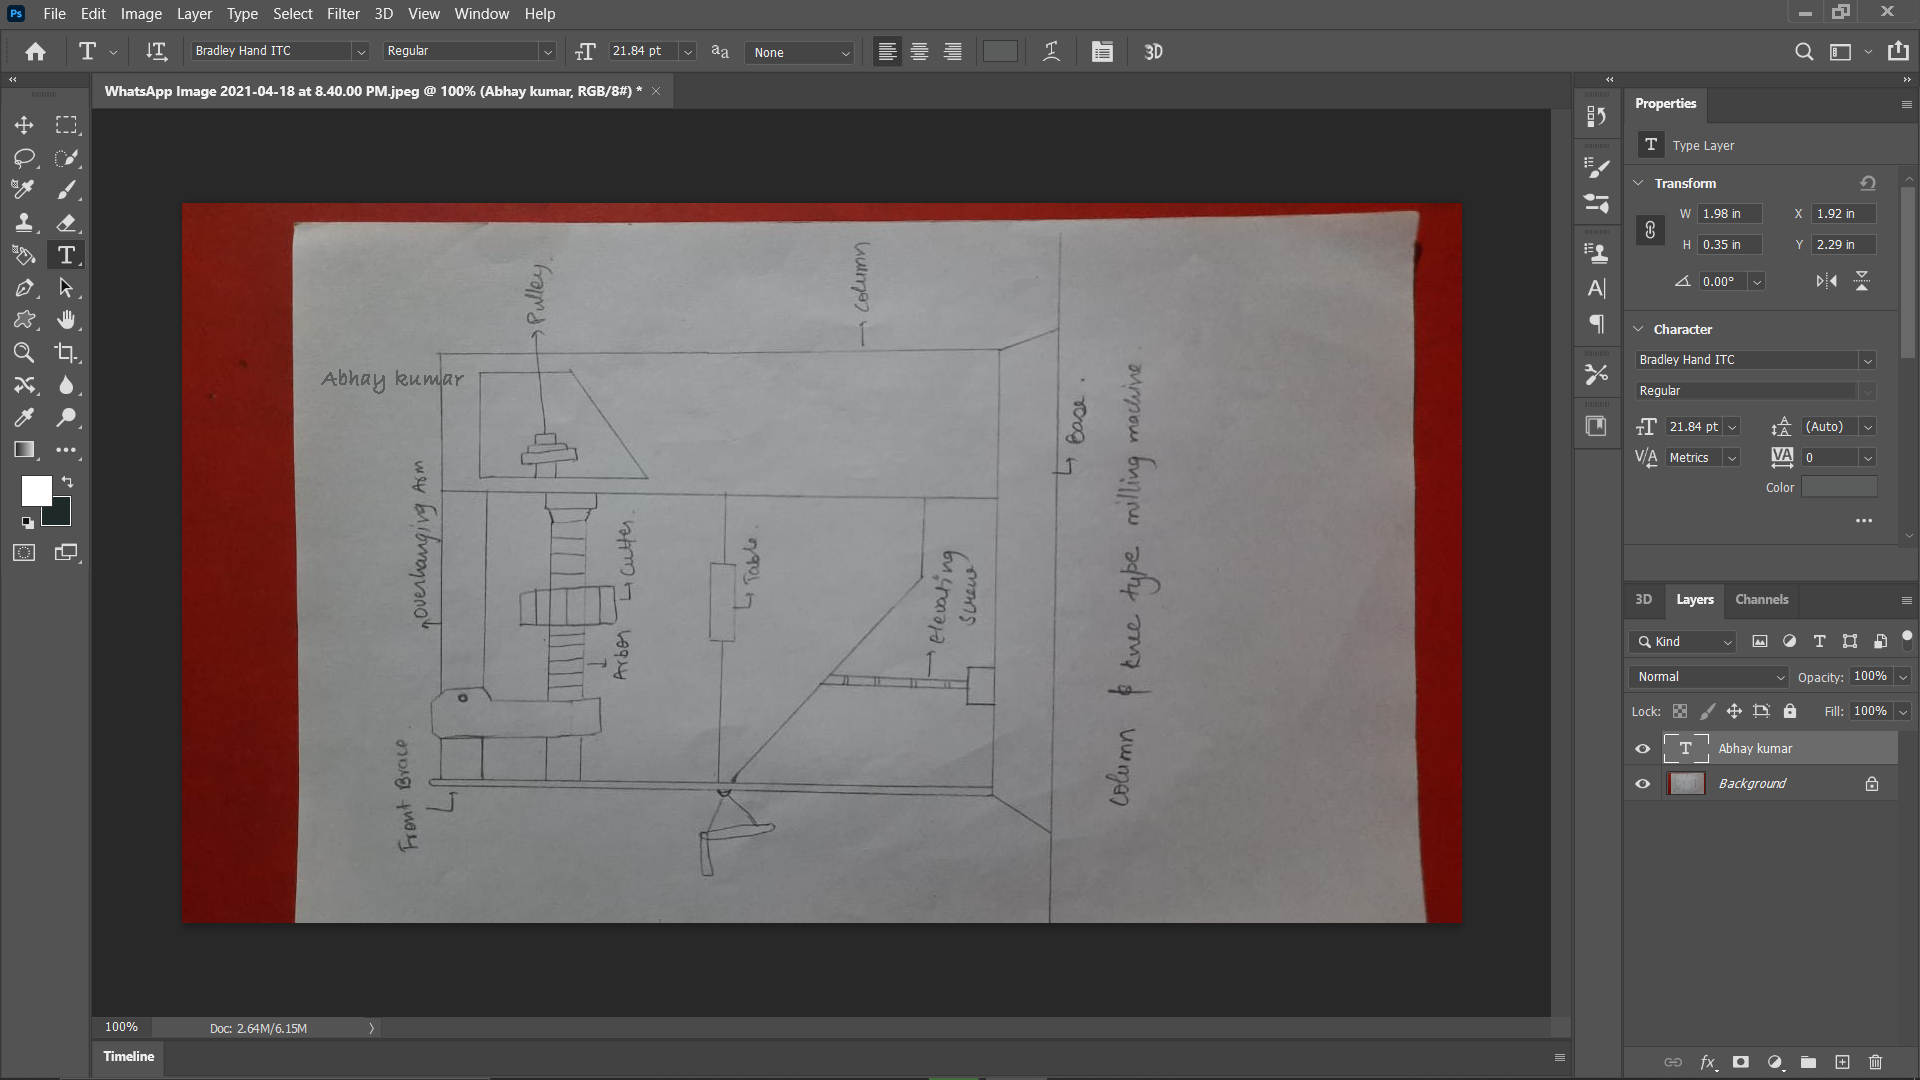 File Edit Image Layer Type Select Filter 3D View Window Help
Bradley Hand ITC Regular 21.84 pt aa None 3D
WhatsApp Image 2021-04-18 at 8.40.00 PM.jpeg @ 100% (Abhay kumar, RGB/8#) *
Abhay kumar
Pulley.
Column
overhanging Arm
Cutter.
Arbor
Table.
Elevating
Screw
Base.
Front Brace.
Column & knee type milling machine.
100% Doc: 2.64M/6.15M
Timeline
Properties
Type Layer
Transform
W 1.98 in X 1.92 in
H 0.35 in Y 2.29 in
0.00°
Character
Bradley Hand ITC
Regular
21.84 pt (Auto)
Metrics 0
Color
3D Layers Channels
Kind
Normal Opacity: 100%
Lock: Fill: 100%
Abhay kumar
Background